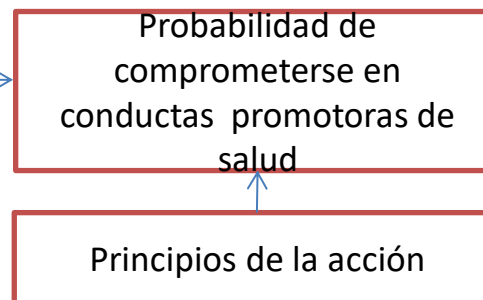 Probabilidad de
comprometerse en
conductas promotoras de
salud
Principios de la acción